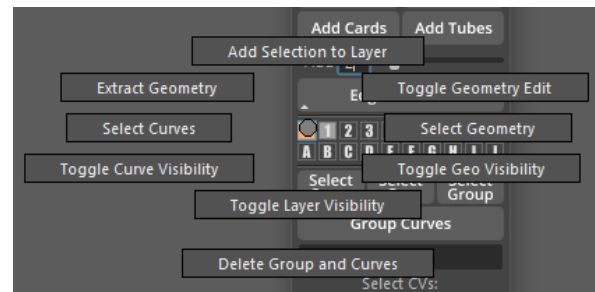 Add Cards Add Tubes
Add Selection to Layer
Extract Geometry Toggle Geometry Edit
Select Curves Select Geometry
1 2 3
A B C D E F G H I J
Toggle Curve Visibility Toggle Geo Visibility
Select Select
Group
Toggle Layer Visibility
Group Curves
Delete Group and Curves
Select CVs: